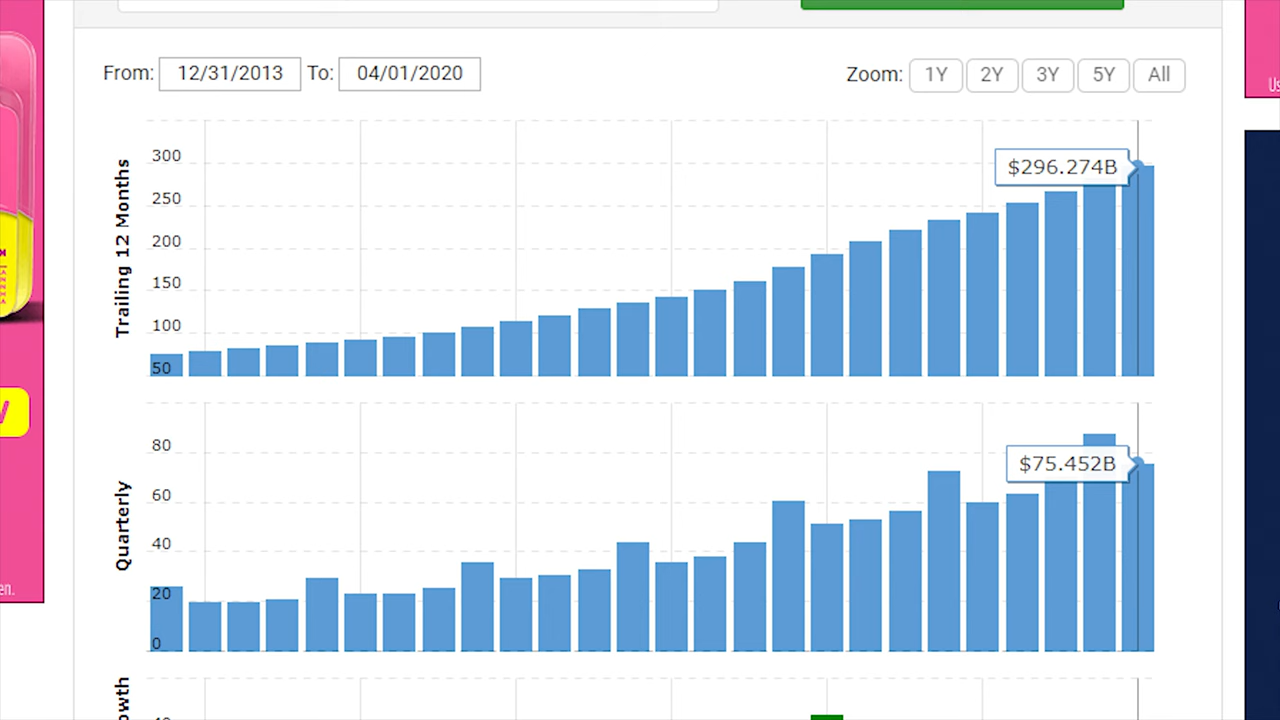 From: 12/31/2013 To: 04/01/2020
Zoom: 1Y 2Y 3Y 5Y All
Trailing 12 Months
300
250
200
150
100
50
$296.274B
Quarterly
80
60
40
20
0
$75.452B
en.